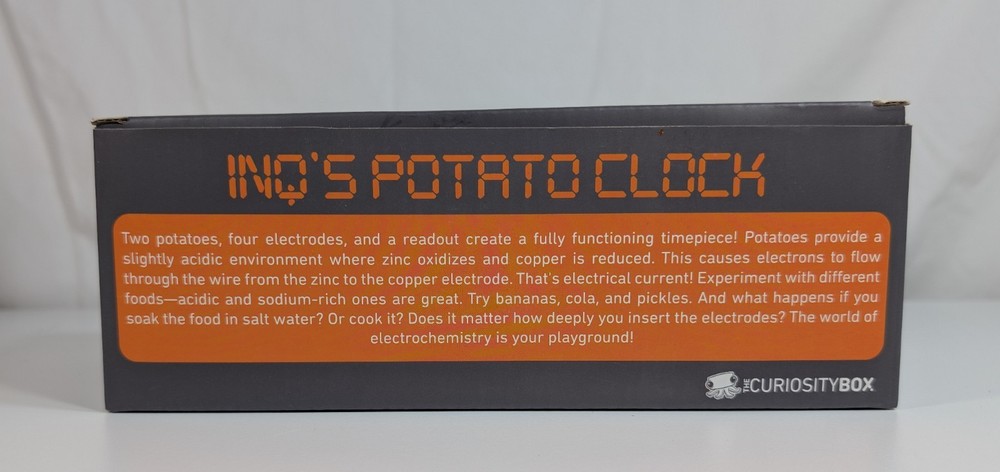 INQ'S POTATO CLOCK
Two potatoes, four electrodes, and a readout create a fully functioning timepiece! Potatoes provide a
slightly acidic environment where zinc oxidizes and copper is reduced. This causes electrons to flow
through the wire from the zinc to the copper electrode. That's electrical current! Experiment with different
foods—acidic and sodium-rich ones are great. Try bananas, cola, and pickles. And what happens if you
soak the food in salt water? Or cook it? Does it matter how deeply you insert the electrodes? The world of
electrochemistry is your playground!
THE CURIOSITYBOX